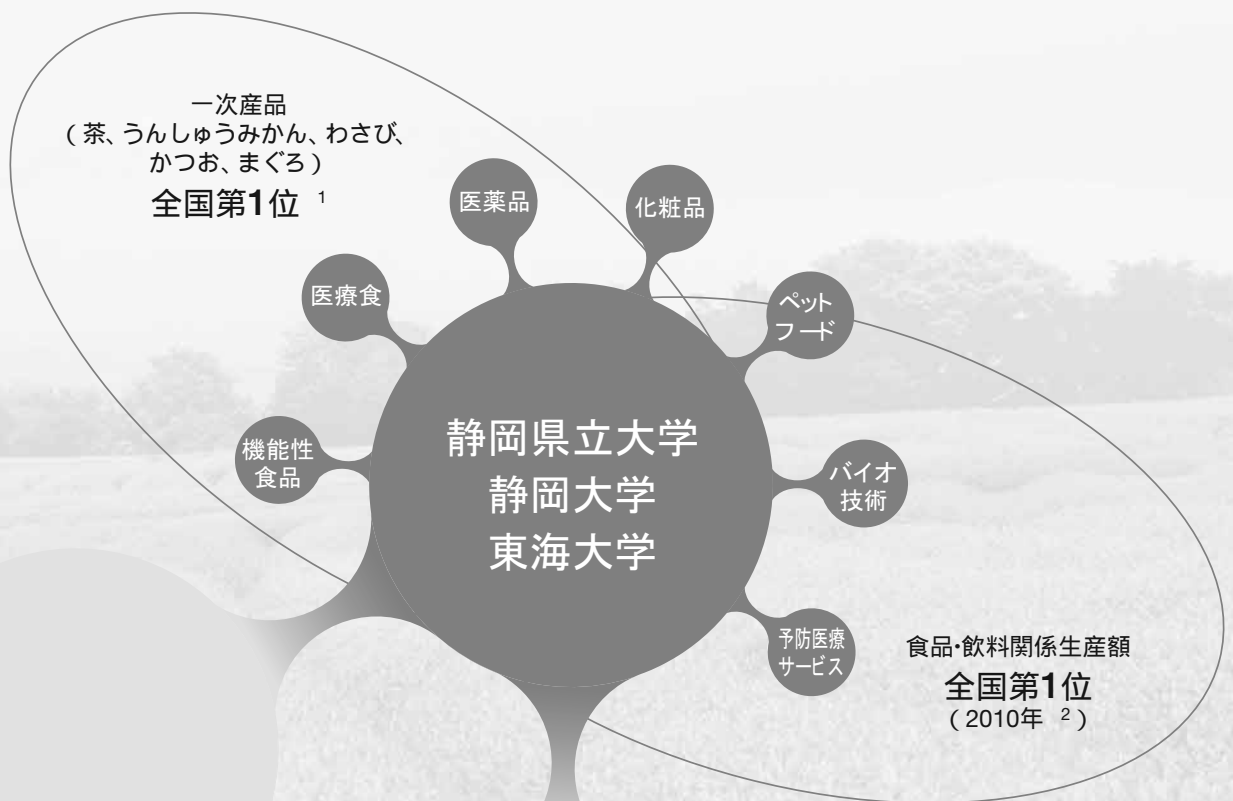 一次産品
（茶、うんしゅうみかん、わさび、
かつお、まぐろ）
全国第1位 1
医薬品
化粧品
医療食
ペット
フード
機能性
食品
静岡県立大学
静岡大学
東海大学
バイオ
技術
予防医療
サービス
食品・飲料関係生産額
全国第1位
（2010年 2）